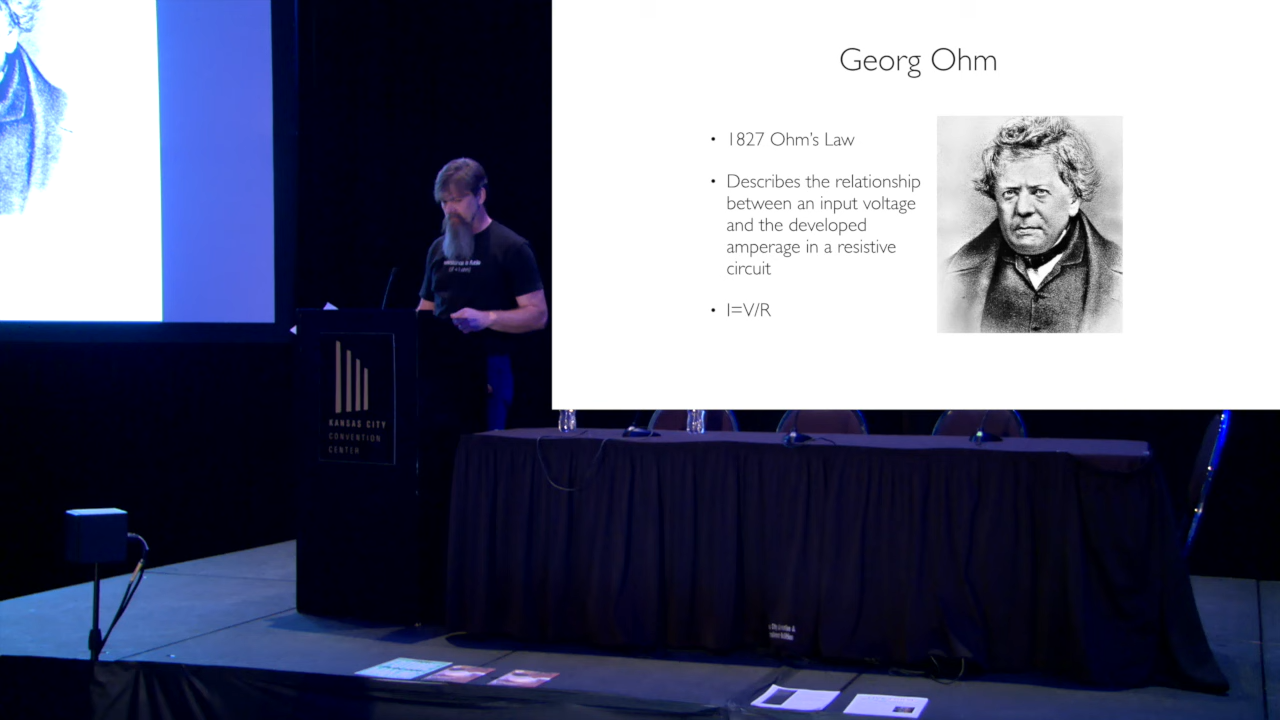 Georg Ohm
• 1827 Ohm's Law
• Describes the relationship
between an input voltage
and the developed
amperage in a resistive
circuit
• I=V/R
KANSAS CITY
CONVENTION
CENTER